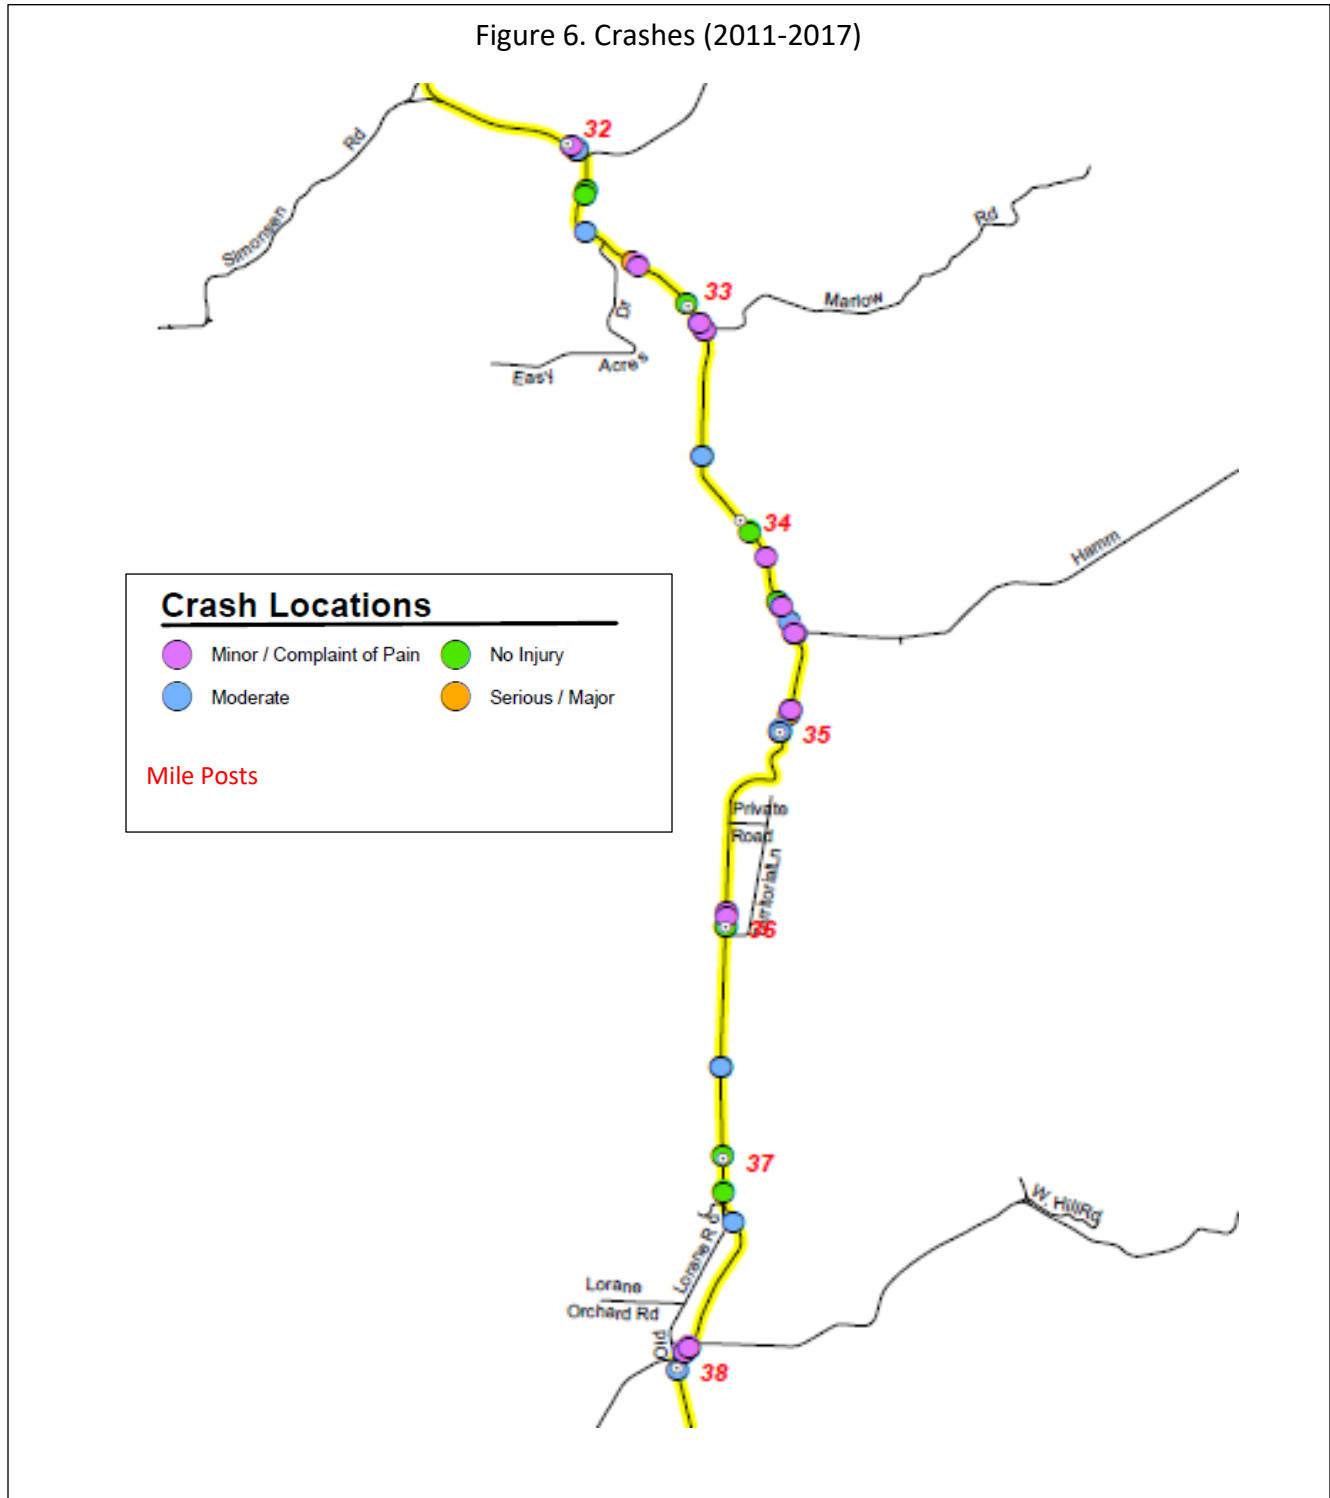 Figure 6. Crashes (2011-2017)
32
Rd
Simonsen
Rd
33
Marlow
Dr
Acres
Easy
34
Hamm
Crash Locations
Minor / Complaint of Pain
No Injury
Moderate
Serious / Major
35
Mile Posts
Private
Road
Ln
36
37
W. Hill Rd
Lorane R
Lorane
Orchard Rd
Old
38